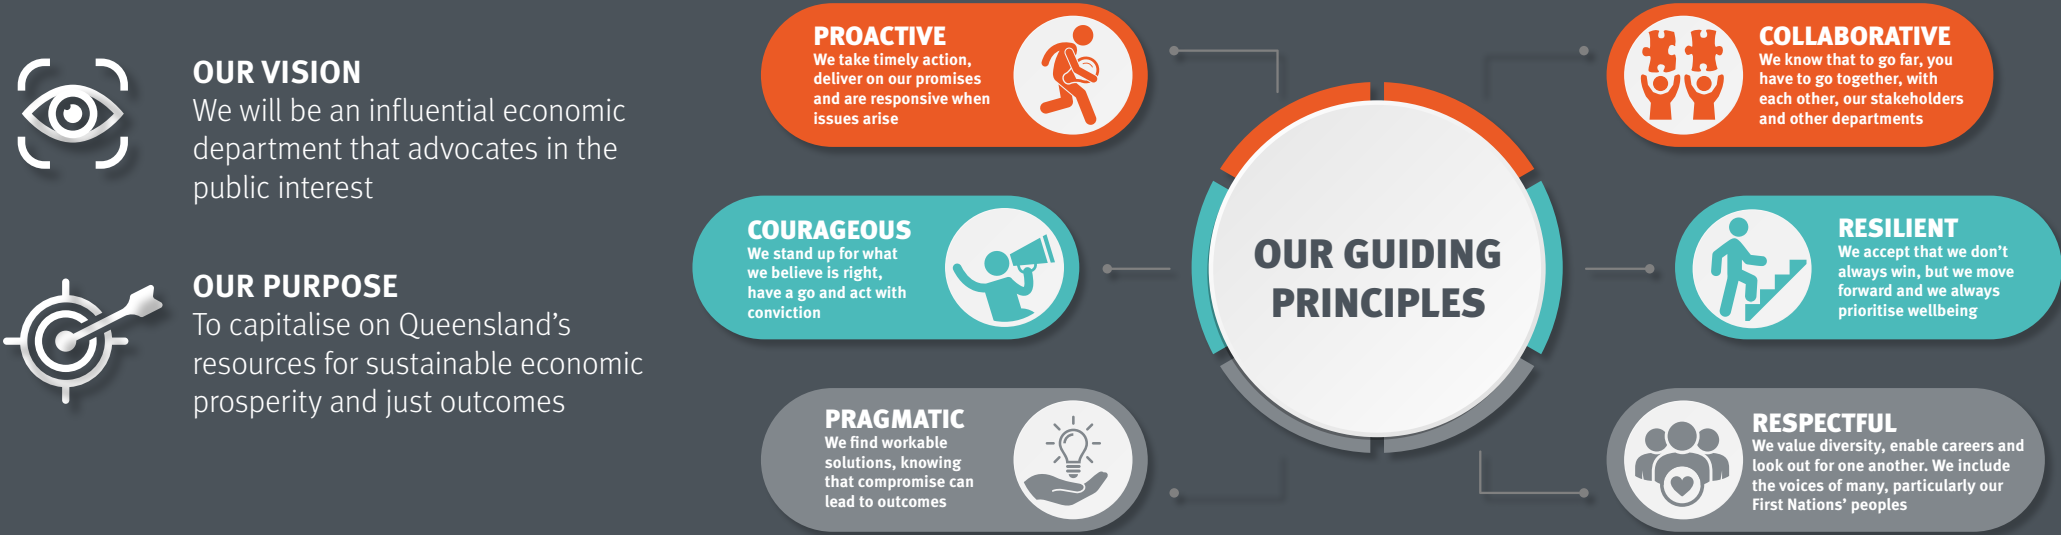 OUR VISION
We will be an influential economic
department that advocates in the
public interest
OUR PURPOSE
To capitalise on Queensland’s
resources for sustainable economic
prosperity and just outcomes
PROACTIVE
We take timely action,
deliver on our promises
and are responsive when
issues arise
COURAGEOUS
We stand up for what
we believe is right,
have a go and act with
conviction
PRAGMATIC
We find workable
solutions, knowing
that compromise can
lead to outcomes
OUR GUIDING
PRINCIPLES
COLLABORATIVE
We know that to go far, you
have to go together, with
each other, our stakeholders
and other departments
RESILIENT
We accept that we don’t
always win, but we move
forward and we always
prioritise wellbeing
RESPECTFUL
We value diversity, enable careers and
look out for one another. We include
the voices of many, particularly our
First Nations’ peoples